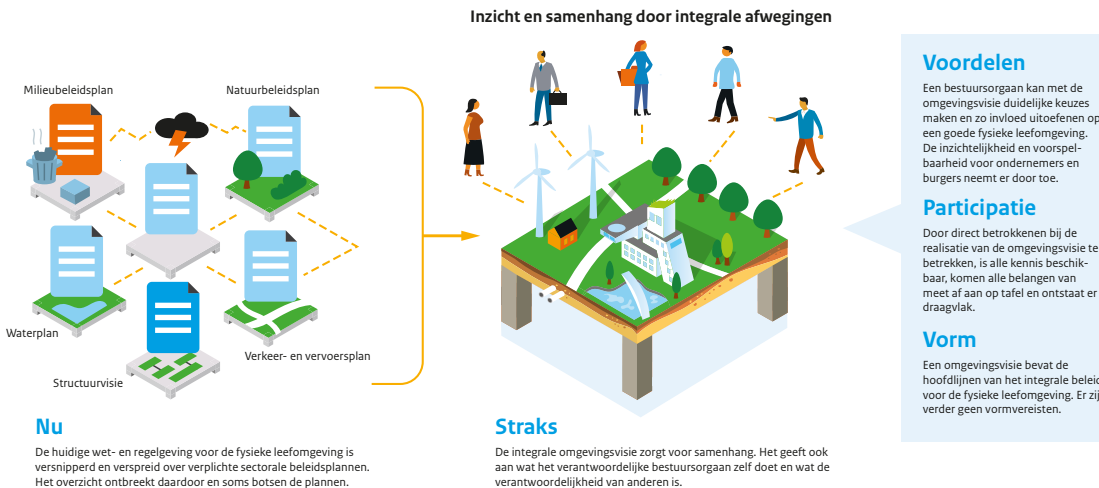 Inzicht en samenhang door integrale afwegingen
Milieubeleidsplan
Natuurbeleidsplan
Waterplan
Verkeer- en vervoersplan
Structuurvisie
Nu
De huidige wet- en regelgeving voor de fysieke leefomgeving is
versnipperd en verspreid over verplichte sectorale beleidsplannen.
Het overzicht ontbreekt daardoor en soms botsen de plannen.
Straks
De integrale omgevingsvisie zorgt voor samenhang. Het geeft ook
aan wat het verantwoordelijke bestuursorgaan zelf doet en wat de
verantwoordelijkheid van anderen is.
Voordelen
Een bestuursorgaan kan met de
omgevingsvisie duidelijke keuzes
maken en zo invloed uitoefenen op
een goede fysieke leefomgeving.
De inzichtelijkheid en voorspel-
baarheid voor ondernemers en
burgers neemt er door toe.
Participatie
Door direct betrokkenen bij de
realisatie van de omgevingsvisie te
betrekken, is alle kennis beschik-
baar, komen alle belangen van
meet af aan op tafel en ontstaat er
draagvlak.
Vorm
Een omgevingsvisie bevat de
hoofdlijnen van het integrale beleid
voor de fysieke leefomgeving. Er zij
verder geen vormvereisten.